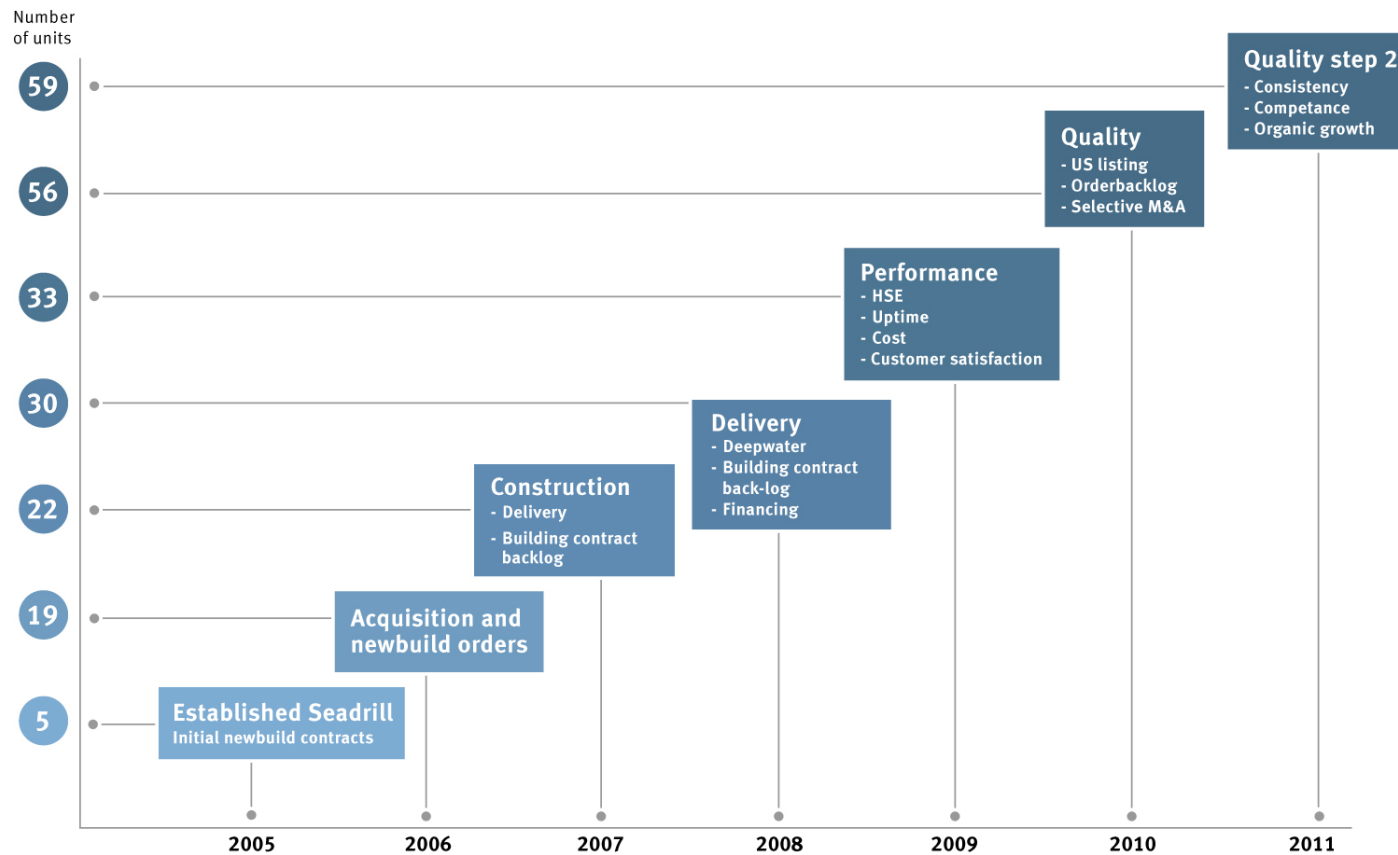 Number
of units
59
Quality step 2
- Consistency
- Competance
- Organic growth
56
Quality
- US listing
- Orderbacklog
- Selective M&A
33
Performance
- HSE
- Uptime
- Cost
- Customer satisfaction
30
Delivery
- Deepwater
- Building contract
back-log
- Financing
22
Construction
- Delivery
- Building contract
backlog
19
Acquisition and
newbuild orders
5
Established Seadrill
Initial newbuild contracts
2005 2006 2007 2008 2009 2010 2011